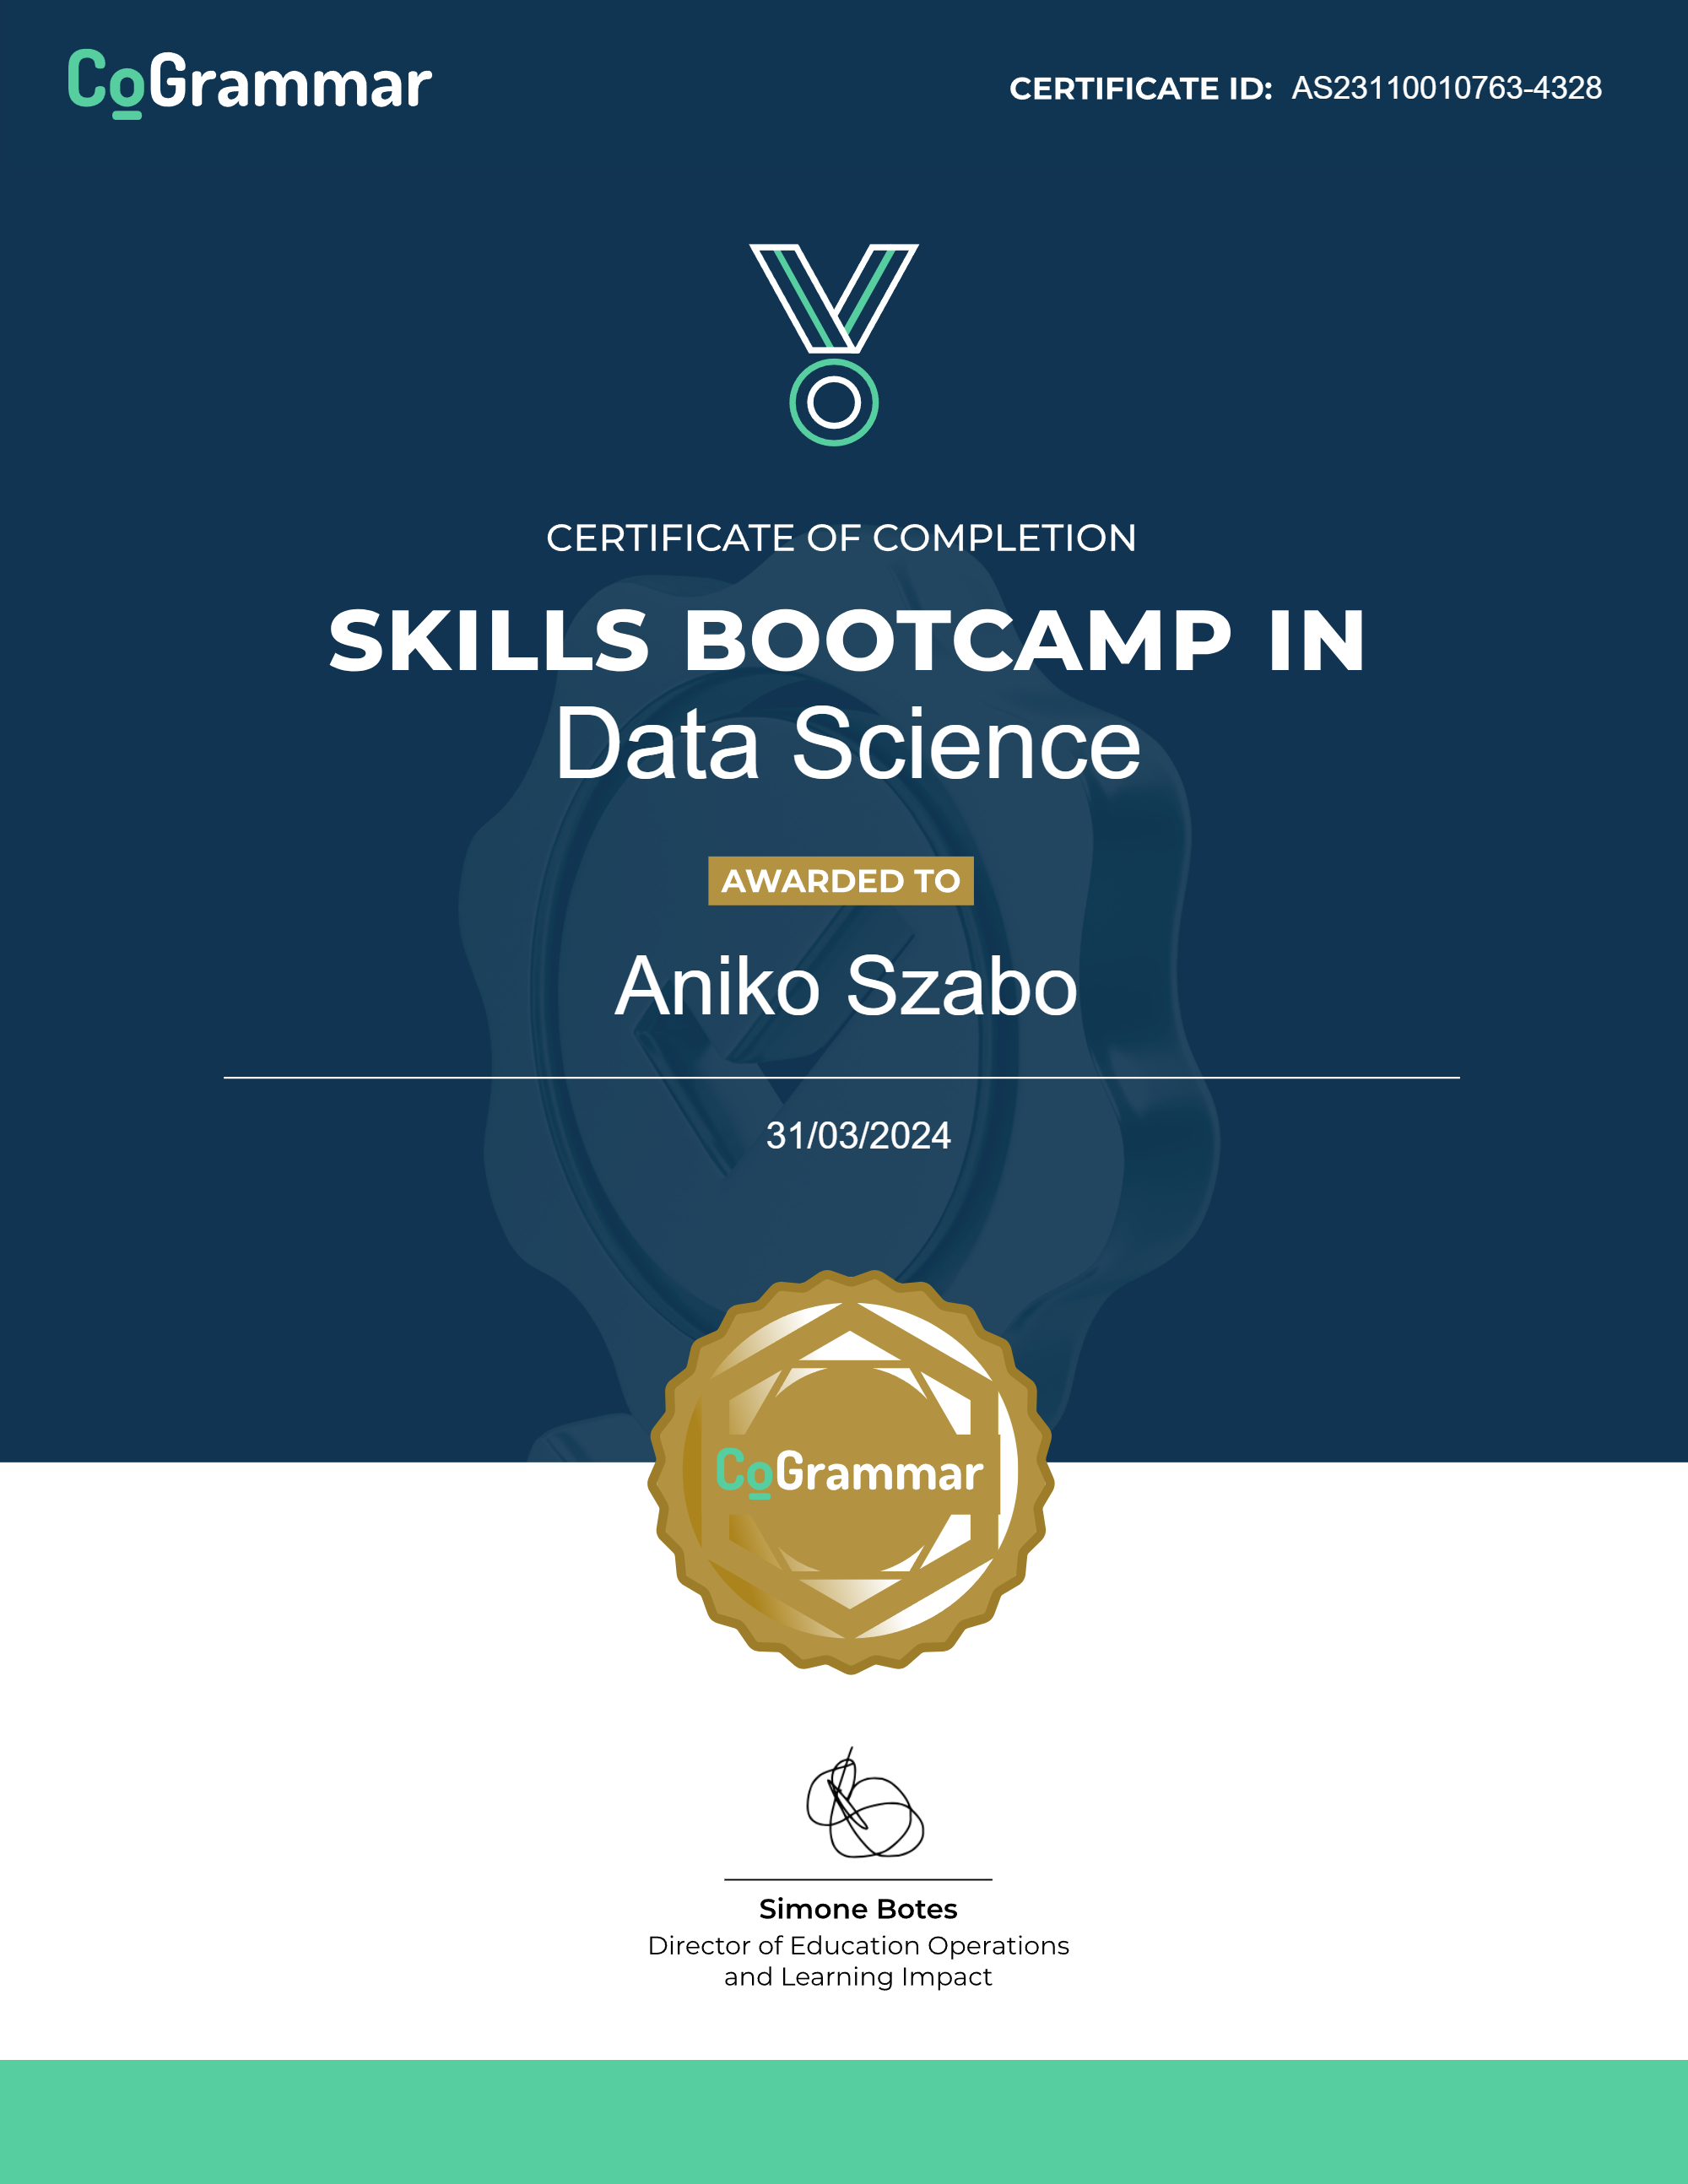 CoGrammar
CERTIFICATE ID: AS23110010763-4328
CERTIFICATE OF COMPLETION
SKILLS BOOTCAMP IN
Data Science
AWARDED TO
Aniko Szabo
31/03/2024
CoGrammar
Simone Botes
Director of Education Operations
and Learning Impact